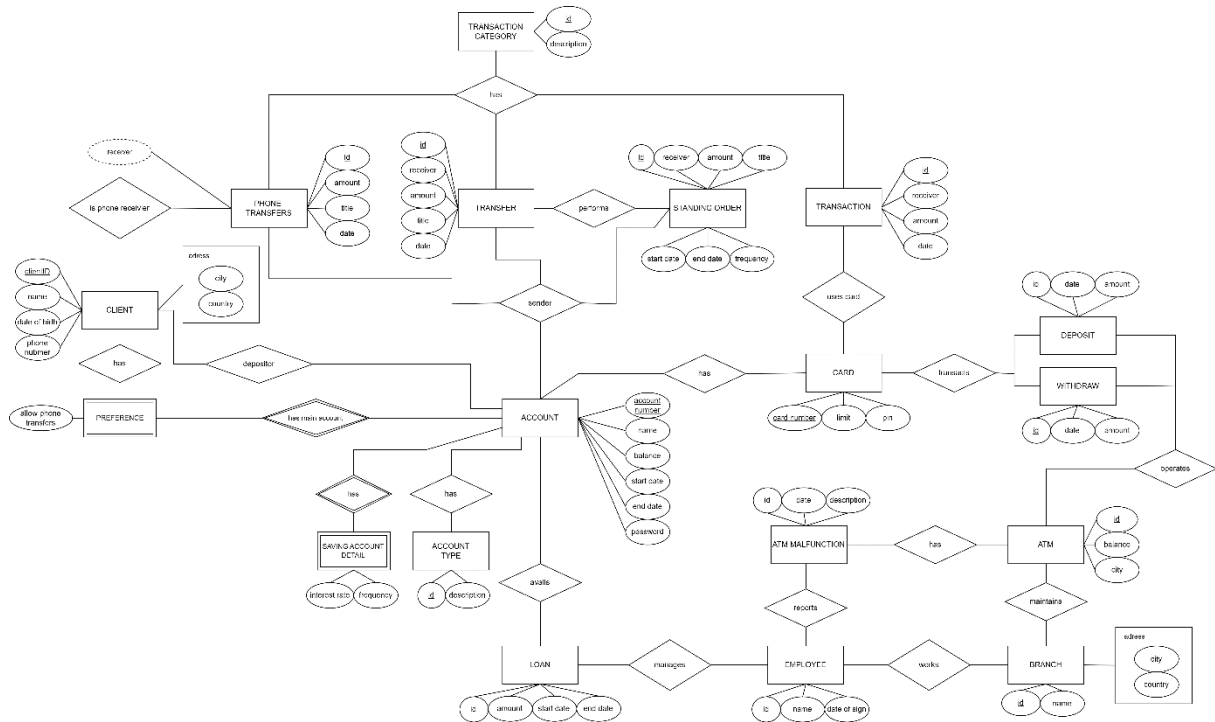 TRANSACTION
CATEGORY
id
description
has
receiver
is phone receivier
PHONE
TRANSFERS
id
amount
title
date
id
receiver
amount
title
date
TRANSFER
performs
id
receiver
amount
title
STANDING ORDER
start date
end date
frequency
TRANSACTION
id
receiver
amount
date
clientID
name
date of birth
phone
nubmer
CLIENT
adress
city
country
sender
uses card
has
depositor
has
CARD
card number
limit
pin
transacts
id
date
amount
DEPOSIT
WITHDRAW
id
date
amount
operates
allow phone
transfers
PREFERENCE
has main account
ACCOUNT
account
number
name
balance
start date
end date
password
has
has
SAVING ACCOUNT
DETAIL
interest rate
frequency
ACCOUNT
TYPE
id
description
id
date
description
ATM MALFUNCTION
has
ATM
id
balance
city
avails
reports
maintains
LOAN
id
amount
start date
end date
manages
EMPLOYEE
id
name
date of sign
works
BRANCH
id
name
adress
city
country